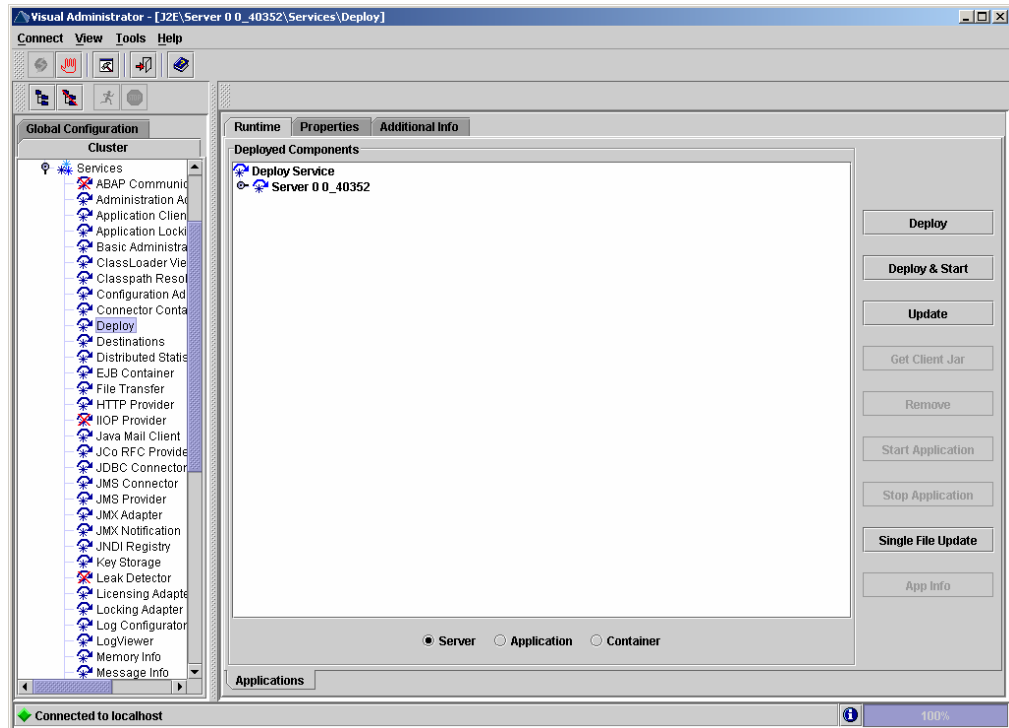 Visual Administrator - [J2E\Server 0 0_40352\Services\Deploy]
Connect View Tools Help
Global Configuration
Cluster
Services
ABAP Communic
Administration Ad
Application Clien
Application Locki
Basic Administra
ClassLoader Vie
Classpath Resol
Configuration Ad
Connector Conta
Deploy
Destinations
Distributed Statis
EJB Container
File Transfer
HTTP Provider
IIOP Provider
Java Mail Client
JCo RFC Provide
JDBC Connector
JMS Connector
JMS Provider
JMX Adapter
JMX Notification
JNDI Registry
Key Storage
Leak Detector
Licensing Adapte
Locking Adapter
Log Configurator
LogViewer
Memory Info
Message Info
Runtime Properties Additional Info
Deployed Components
Deploy Service
Server 0 0_40352
Server Application Container
Applications
Deploy
Deploy & Start
Update
Get Client Jar
Remove
Start Application
Stop Application
Single File Update
App Info
Connected to localhost
100%